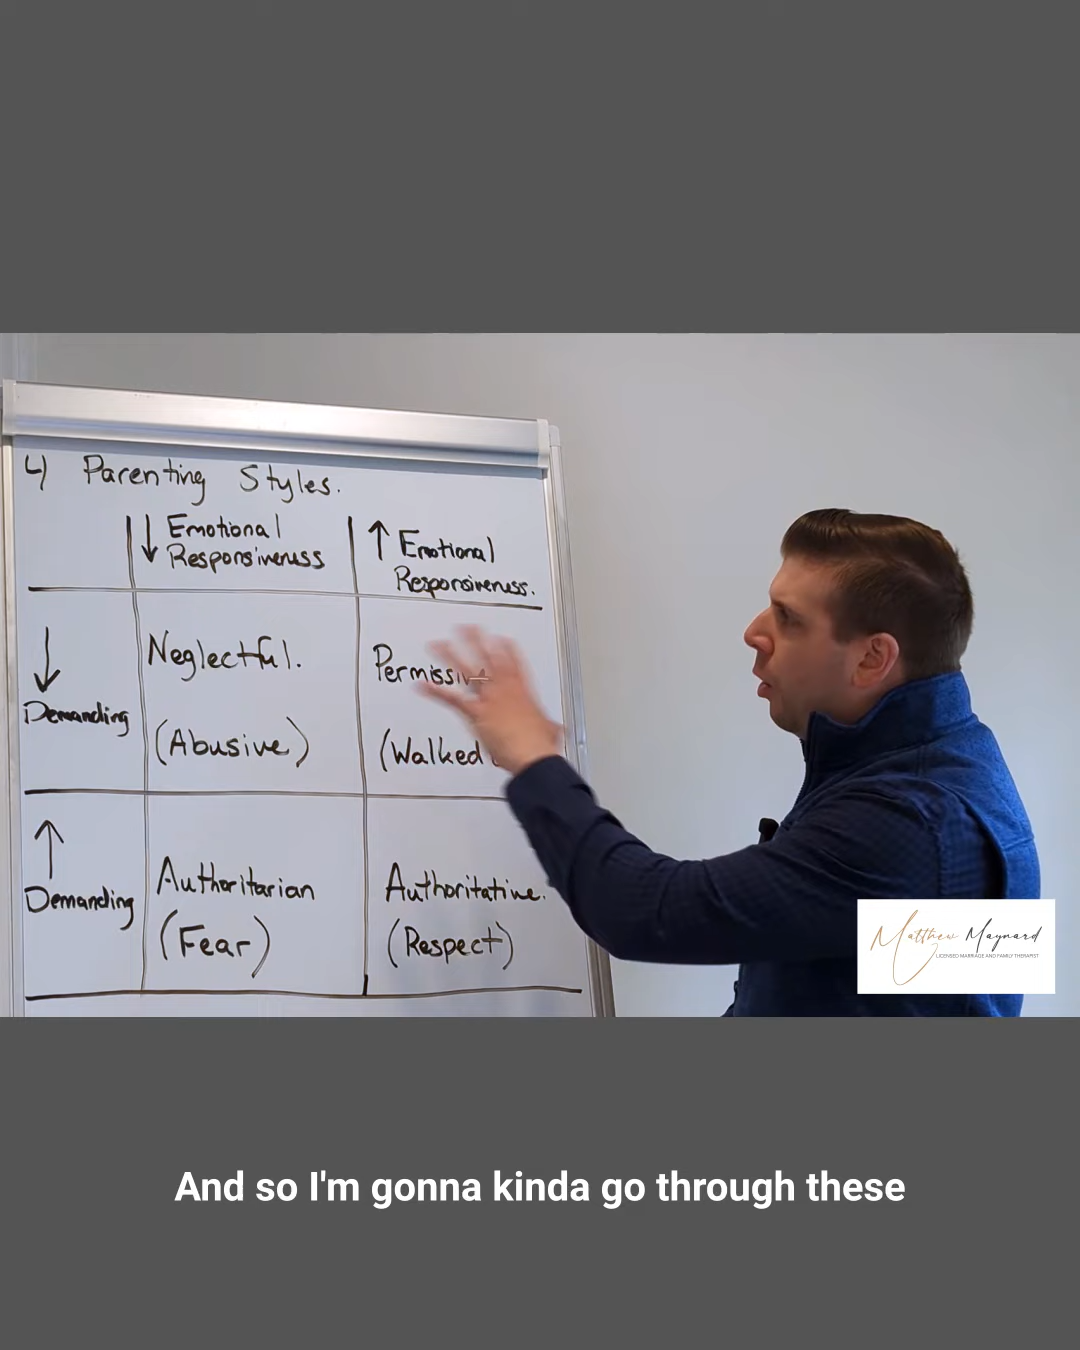 4) Parenting Styles.
↓ Emotional
Responsiveness
↑ Emotional
Responsiveness.
↓
Demanding
Neglectful.
(Abusive)
Permissive
(Walked
↑
Demanding
Authoritarian
(Fear)
Authoritative.
(Respect)
Matthew Maynard
LICENSED MARRIAGE AND FAMILY THERAPIST
And so I'm gonna kinda go through these